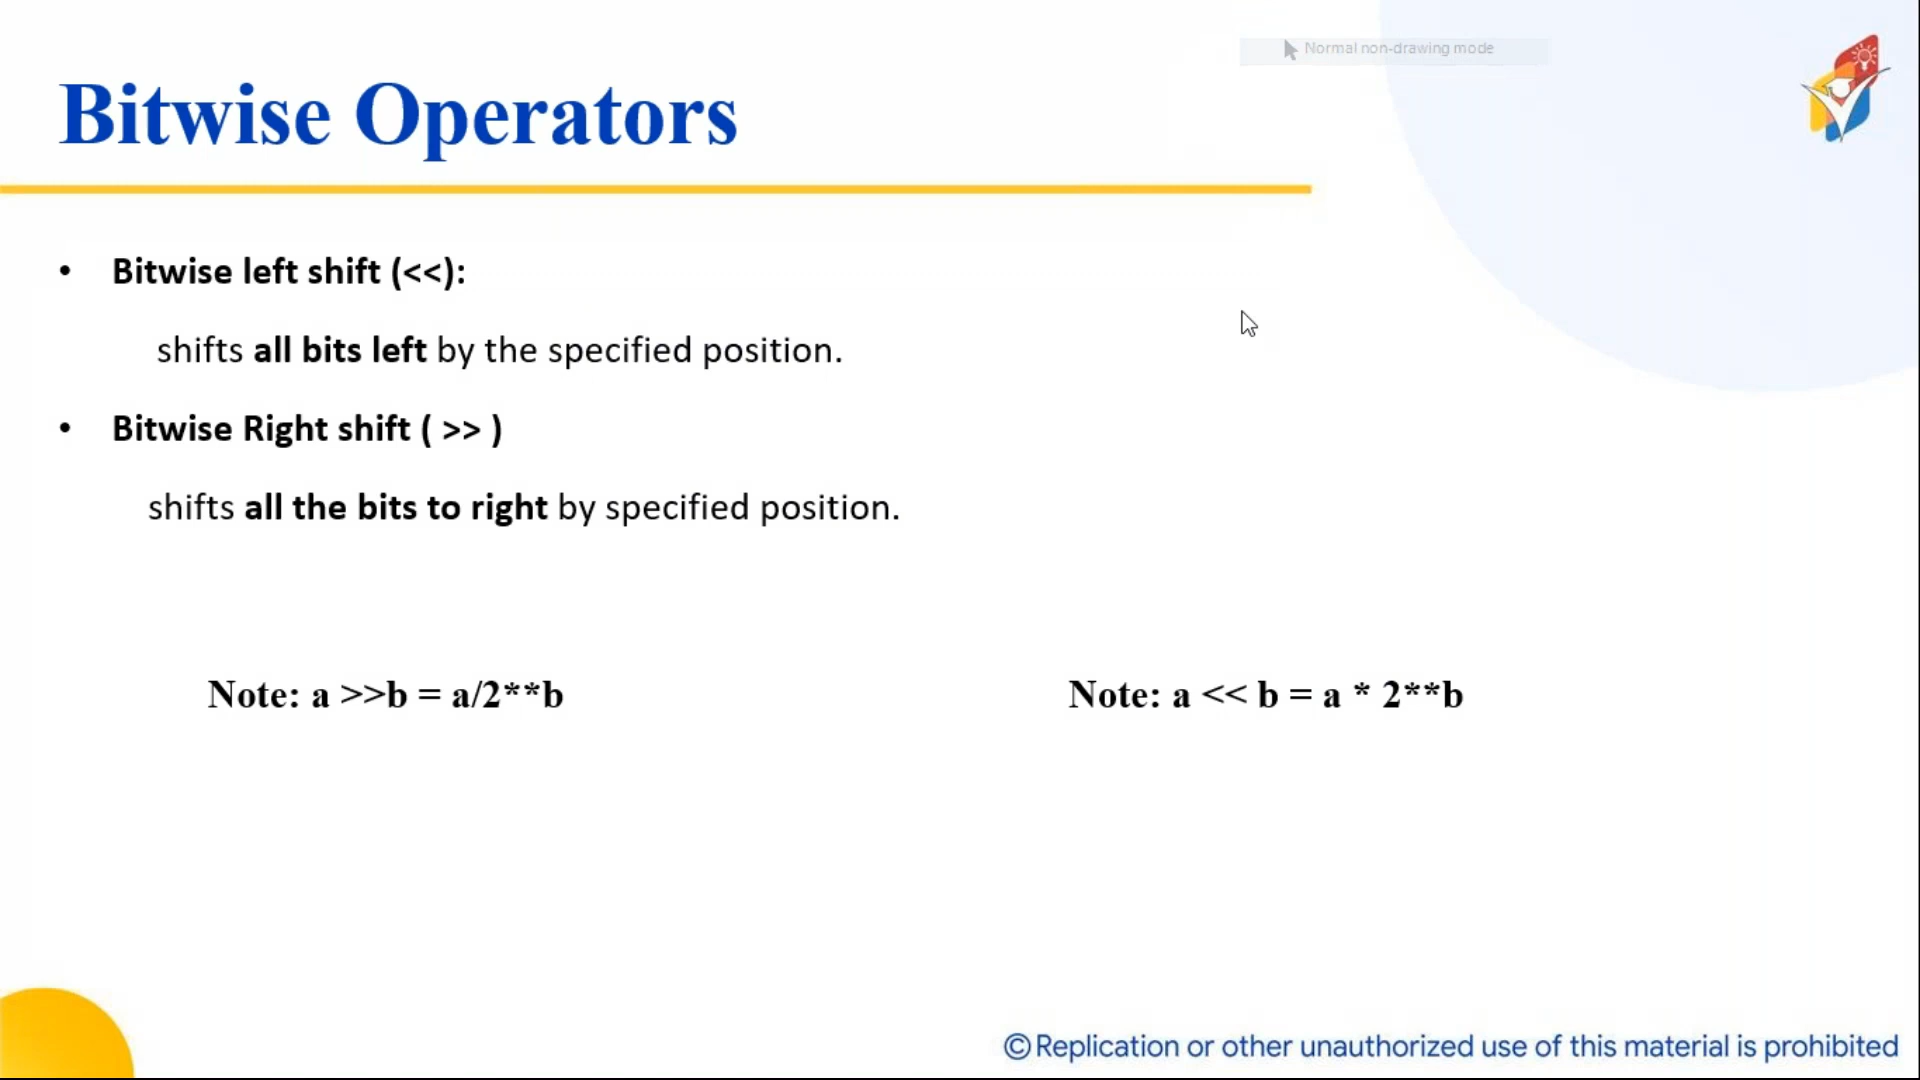 Normal non-drawing mode
Bitwise Operators
• Bitwise left shift (<<):
shifts all bits left by the specified position.
• Bitwise Right shift ( >> )
shifts all the bits to right by specified position.
Note: a >>b = a/2**b
Note: a << b = a * 2**b
©Replication or other unauthorized use of this material is prohibited